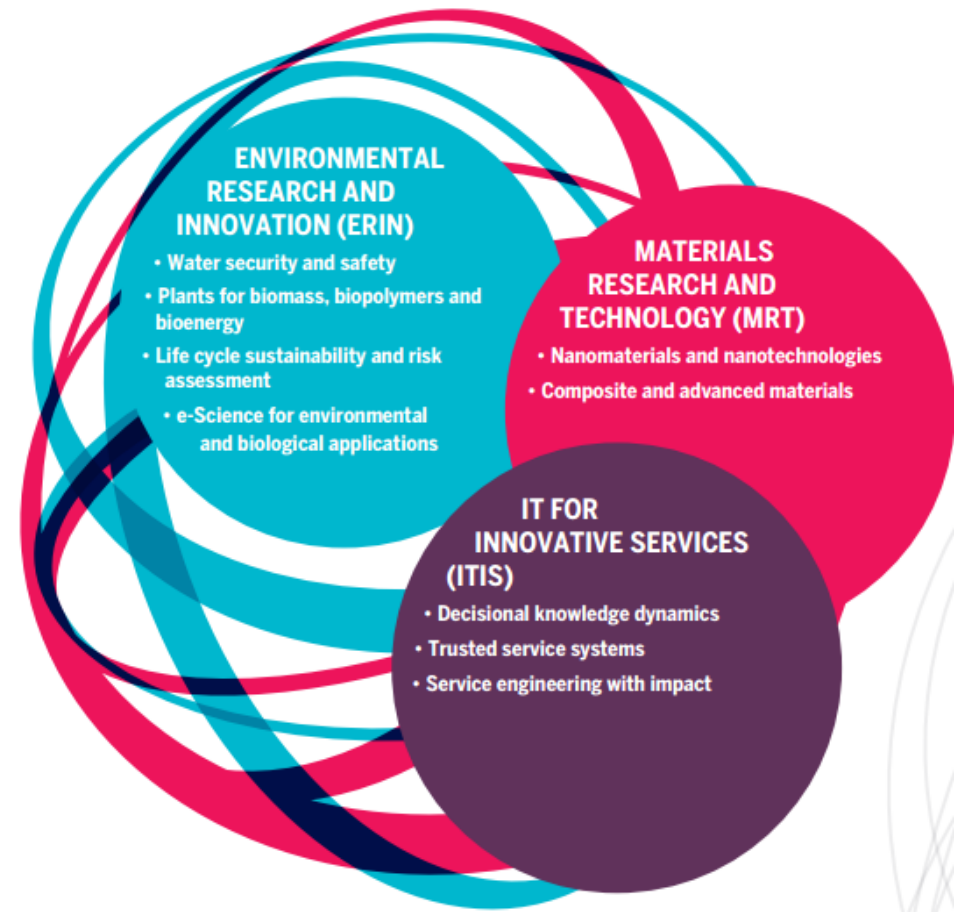 ENVIRONMENTAL
RESEARCH AND
INNOVATION (ERIN)
• Water security and safety
• Plants for biomass, biopolymers and
bioenergy
• Life cycle sustainability and risk
assessment
• e-Science for environmental
and biological applications
MATERIALS
RESEARCH AND
TECHNOLOGY (MRT)
• Nanomaterials and nanotechnologies
• Composite and advanced materials
IT FOR
INNOVATIVE SERVICES
(ITIS)
• Decisional knowledge dynamics
• Trusted service systems
• Service engineering with impact